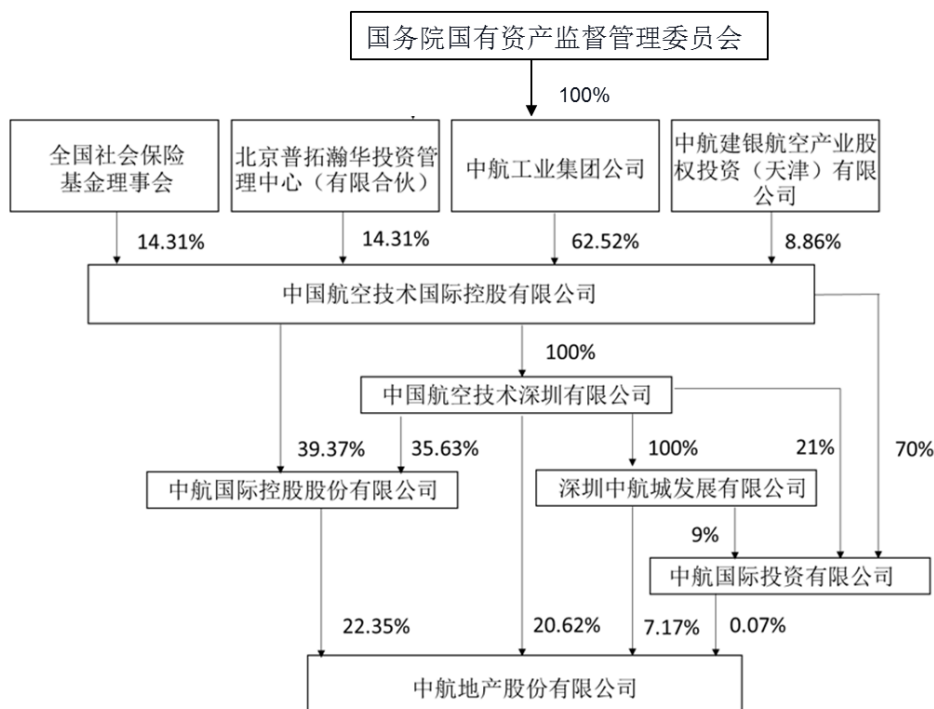 国务院国有资产监督管理委员会
100%
全国社会保险
基金理事会
北京普拓瀚华投资管
理中心（有限合伙）
中航工业集团公司
中航建银航空产业股
权投资（天津）有限
公司
14.31%
14.31%
62.52%
8.86%
中国航空技术国际控股有限公司
100%
中国航空技术深圳有限公司
39.37%
35.63%
100%
21%
70%
中航国际控股股份有限公司
深圳中航城发展有限公司
9%
中航国际投资有限公司
22.35%
20.62%
7.17%
0.07%
中航地产股份有限公司